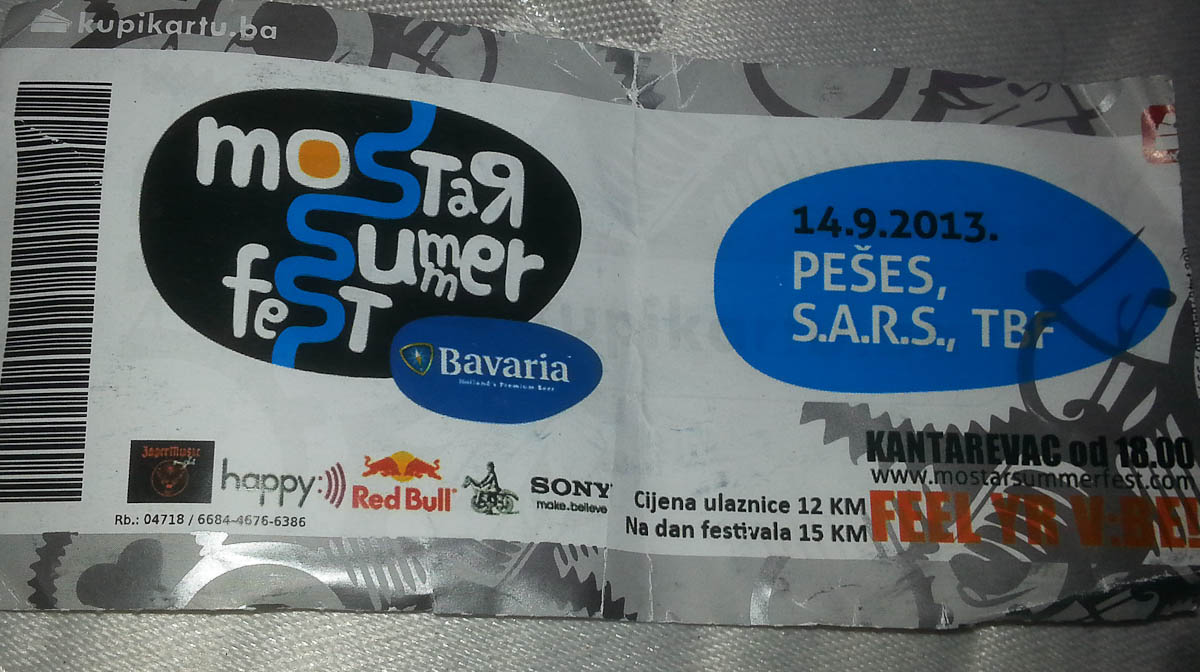 kupikartu.ba
mostar
summer
fest
Bavaria
Holland's Premium Beer
14.9.2013.
PEŠES,
S.A.R.S., TBF
JägerMusic
night
happy:)))
Red Bull
SONY
make.believe
KANTAREVAC od 18.00
www.mostarsummerfest.com
Cijena ulaznice 12 KM
Na dan festivala 15 KM
FEEL YR V:BE!
Rb.: 04718 / 6684-4676-6386